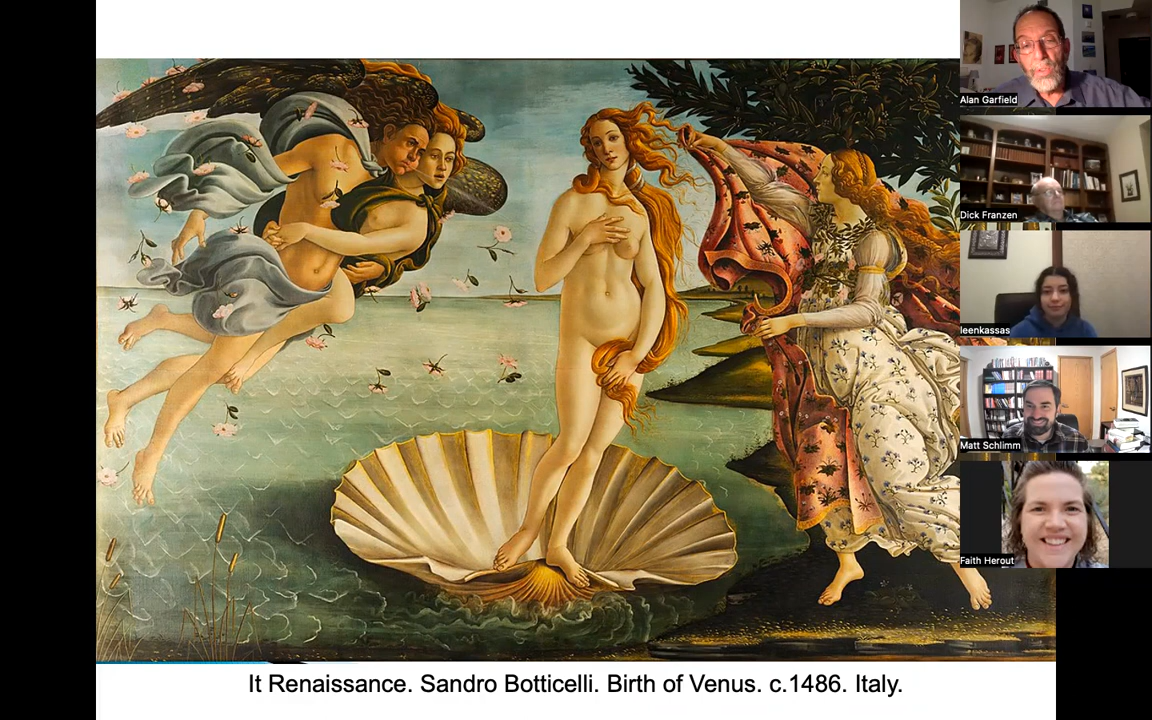 Alan Garfield
Dick Franzen
leenkassas
Matt Schlimm
Faith Herout
It Renaissance. Sandro Botticelli. Birth of Venus. c.1486. Italy.